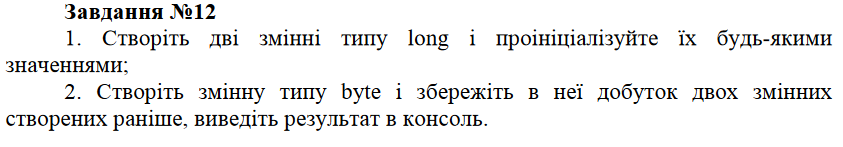 Завдання №12
1. Створіть дві змінні типу long і проініціалізуйте їх будь-якими
значеннями;
2. Створіть змінну типу byte і збережіть в неї добуток двох змінних
створених раніше, виведіть результат в консоль.